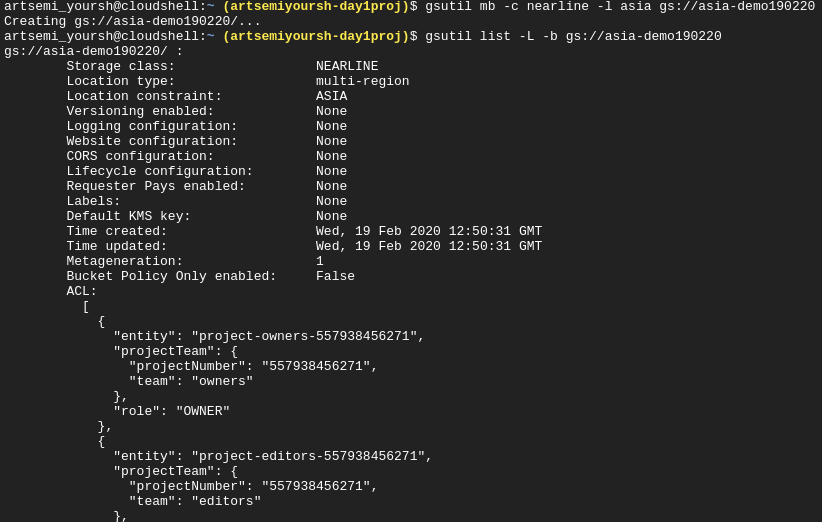 artsemi_yoursh@cloudshell:~ (artsemiyoursh-day1proj)$ gsutil mb -c nearline -l asia gs://asia-demo190220
Creating gs://asia-demo190220/...
artsemi_yoursh@cloudshell:~ (artsemiyoursh-day1proj)$ gsutil list -L -b gs://asia-demo190220
gs://asia-demo190220/ :
        Storage class:                  NEARLINE
        Location type:                  multi-region
        Location constraint:            ASIA
        Versioning enabled:             None
        Logging configuration:          None
        Website configuration:          None
        CORS configuration:             None
        Lifecycle configuration:        None
        Requester Pays enabled:         None
        Labels:                         None
        Default KMS key:                None
        Time created:                   Wed, 19 Feb 2020 12:50:31 GMT
        Time updated:                   Wed, 19 Feb 2020 12:50:31 GMT
        Metageneration:                 1
        Bucket Policy Only enabled:     False
        ACL:
          [
            {
              "entity": "project-owners-557938456271",
              "projectTeam": {
                "projectNumber": "557938456271",
                "team": "owners"
              },
              "role": "OWNER"
            },
            {
              "entity": "project-editors-557938456271",
              "projectTeam": {
                "projectNumber": "557938456271",
                "team": "editors"
              },